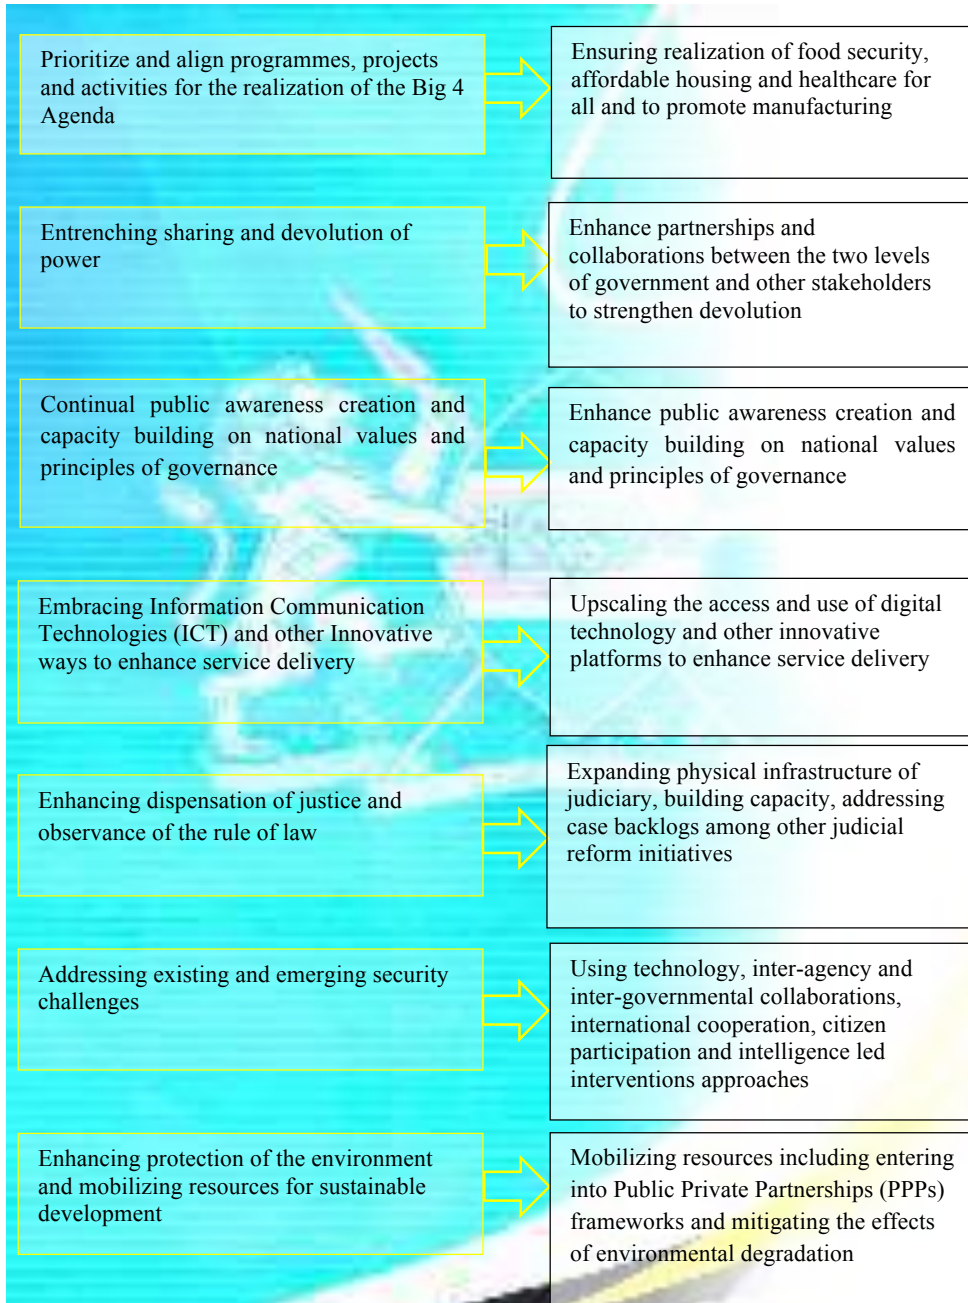 Prioritize and align programmes, projects
and activities for the realization of the Big 4
Agenda
Ensuring realization of food security,
affordable housing and healthcare for
all and to promote manufacturing
Entrenching sharing and devolution of
power
Enhance partnerships and
collaborations between the two levels
of government and other stakeholders
to strengthen devolution
Continual public awareness creation and
capacity building on national values and
principles of governance
Enhance public awareness creation and
capacity building on national values
and principles of governance
Embracing Information Communication
Technologies (ICT) and other Innovative
ways to enhance service delivery
Upscaling the access and use of digital
technology and other innovative
platforms to enhance service delivery
Enhancing dispensation of justice and
observance of the rule of law
Expanding physical infrastructure of
judiciary, building capacity, addressing
case backlogs among other judicial
reform initiatives
Addressing existing and emerging security
challenges
Using technology, inter-agency and
inter-governmental collaborations,
international cooperation, citizen
participation and intelligence led
interventions approaches
Enhancing protection of the environment
and mobilizing resources for sustainable
development
Mobilizing resources including entering
into Public Private Partnerships (PPPs)
frameworks and mitigating the effects
of environmental degradation